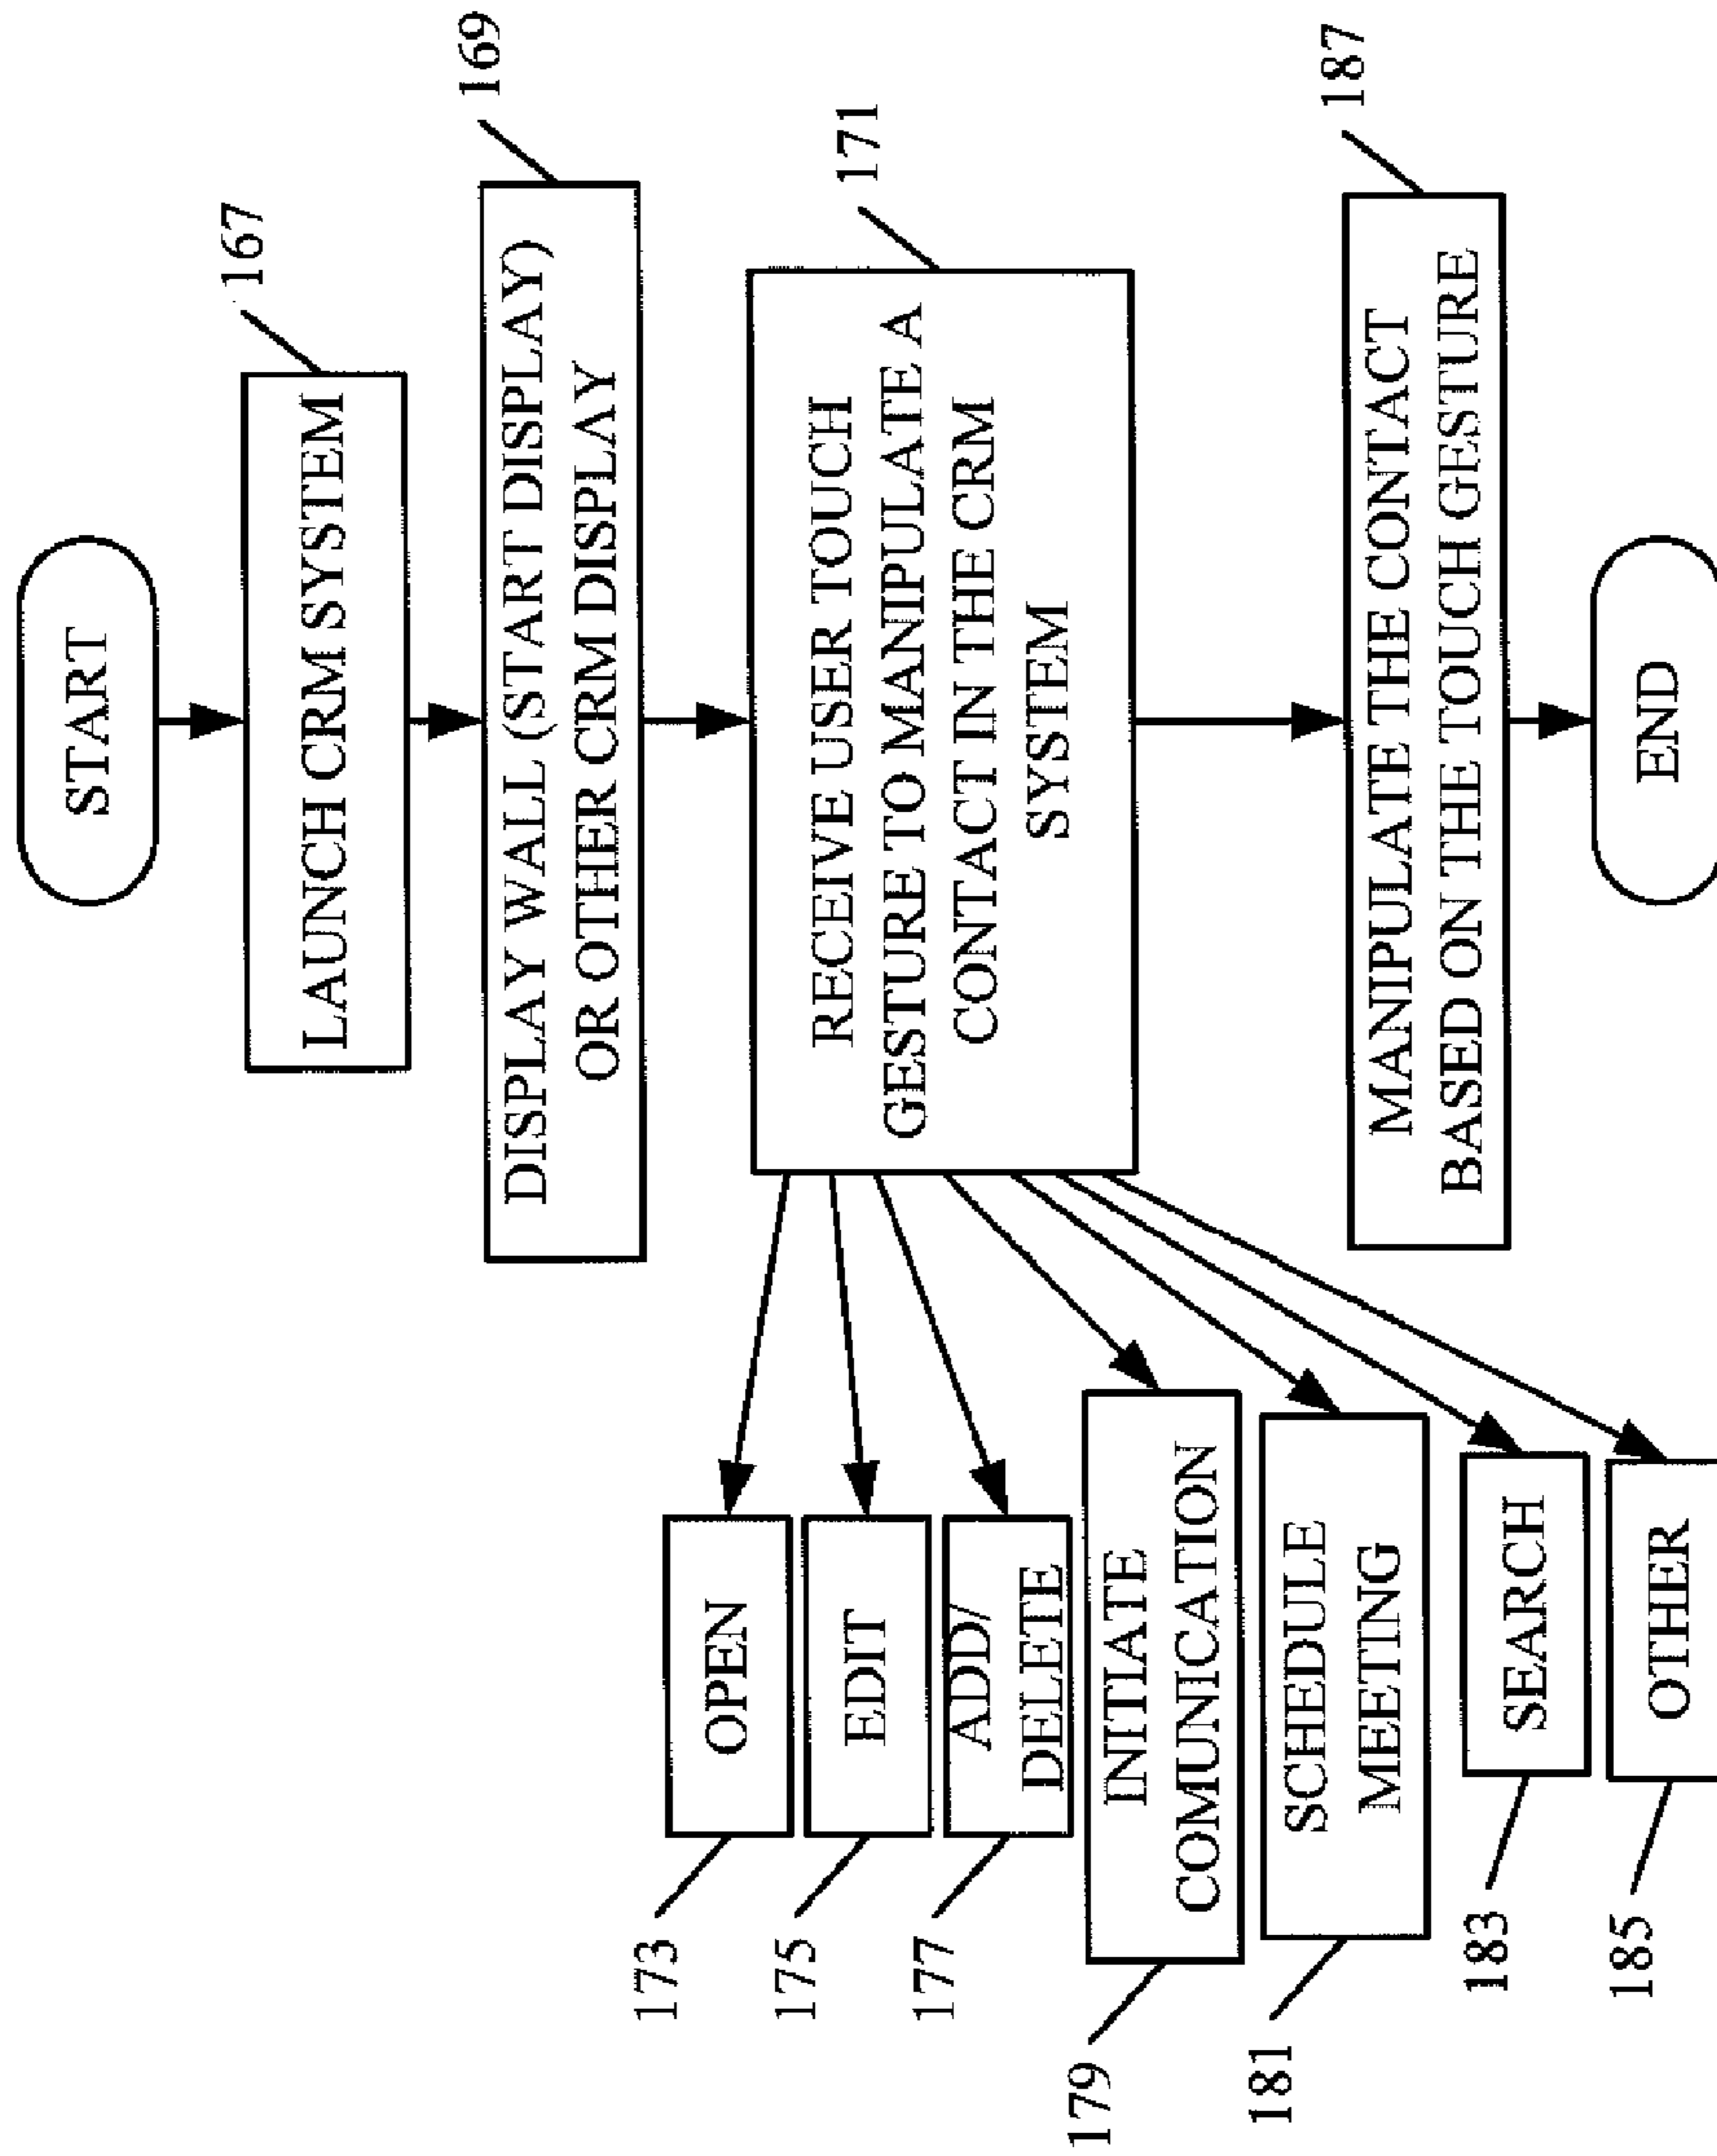 START
167
LAUNCH CRM SYSTEM
169
DISPLAY WALL (START DISPLAY)
OR OTHER CRM DISPLAY
171
RECEIVE USER TOUCH
GESTURE TO MANIPULATE A
CONTACT IN THE CRM
SYSTEM
173
OPEN
175
EDIT
177
ADD/
DELETE
179
INITIATE
COMUNICATION
181
SCHEDULE
MEETING
183
SEARCH
185
OTHER
187
MANIPULATE THE CONTACT
BASED ON THE TOUCH GESTURE
END